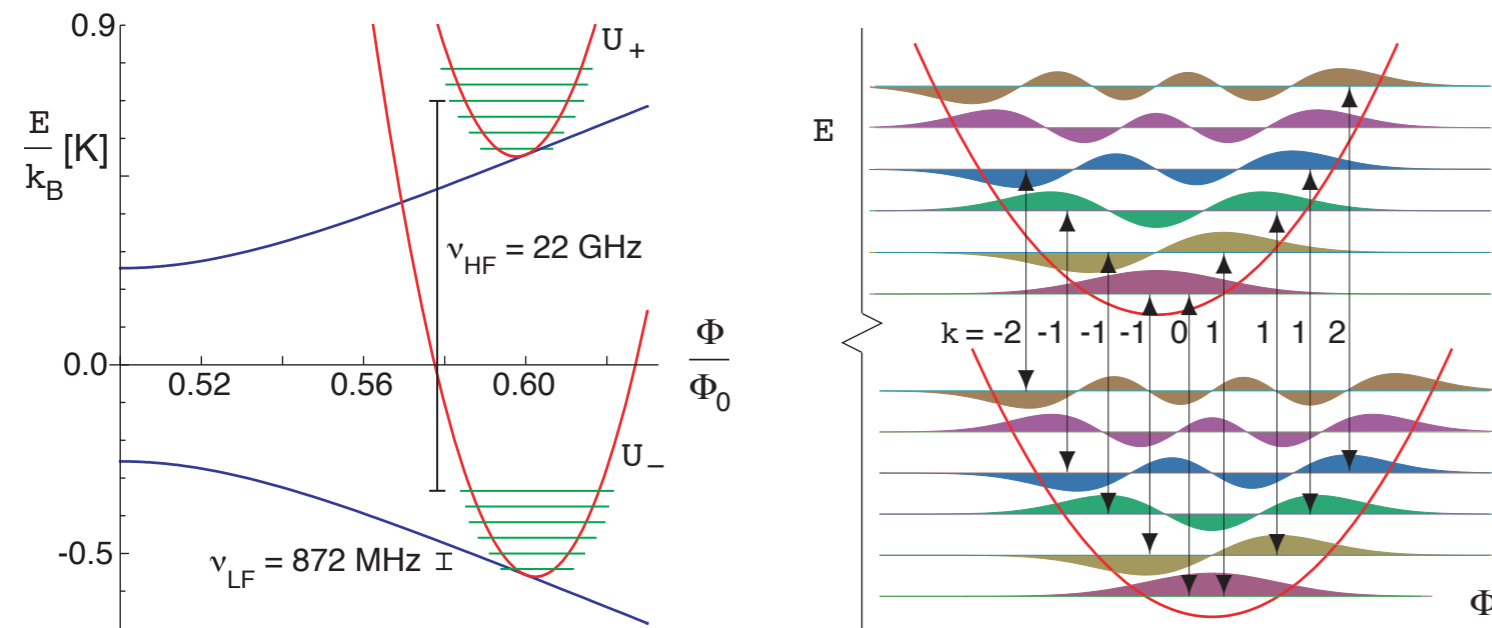 0.9
U+
E
kB [K]
νHF = 22 GHz
0.0
0.52 0.56 0.60
Φ
Φ0
U−
-0.5
νLF = 872 MHz
E
k = -2 -1 -1 -1 0 1 1 1 2
Φ